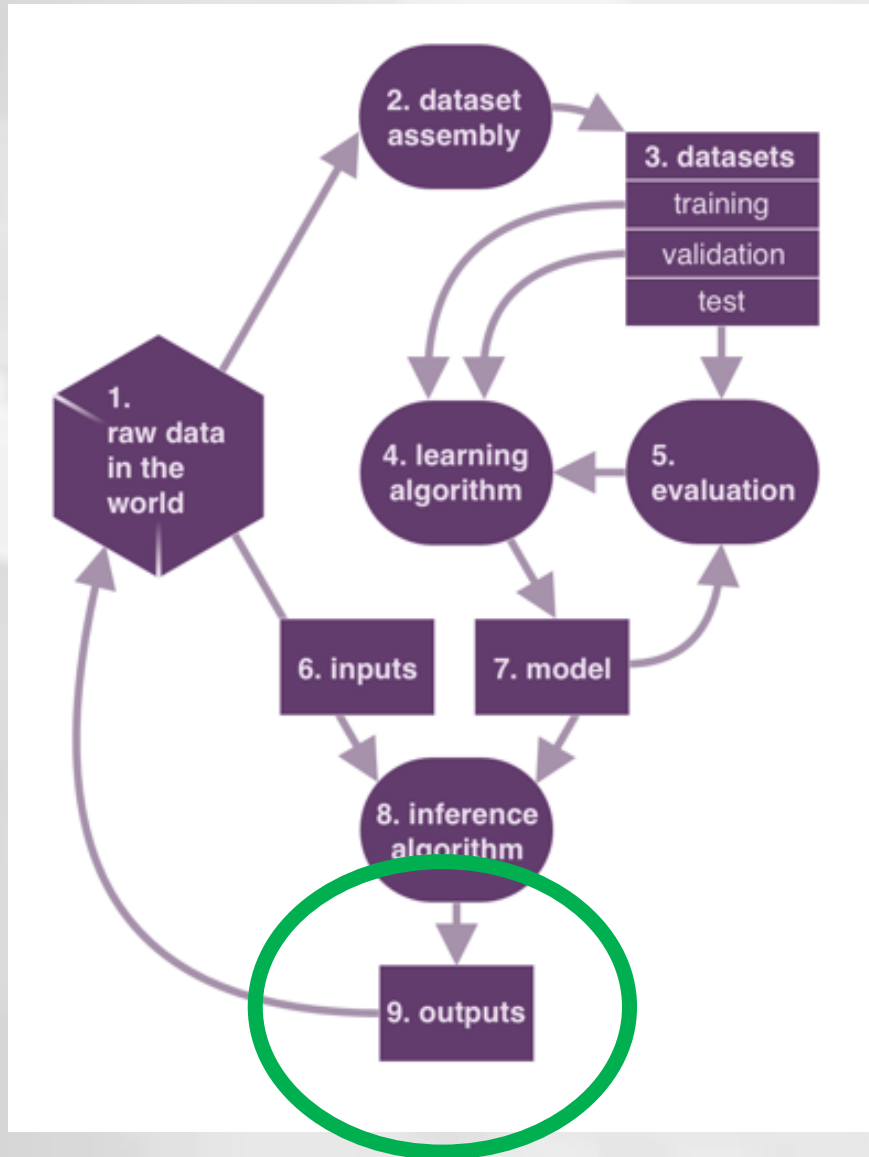 2. dataset
assembly
3. datasets
training
validation
test
1.
raw data
in the
world
4. learning
algorithm
5.
evaluation
6. inputs
7. model
8. inference
algorithm
9. outputs